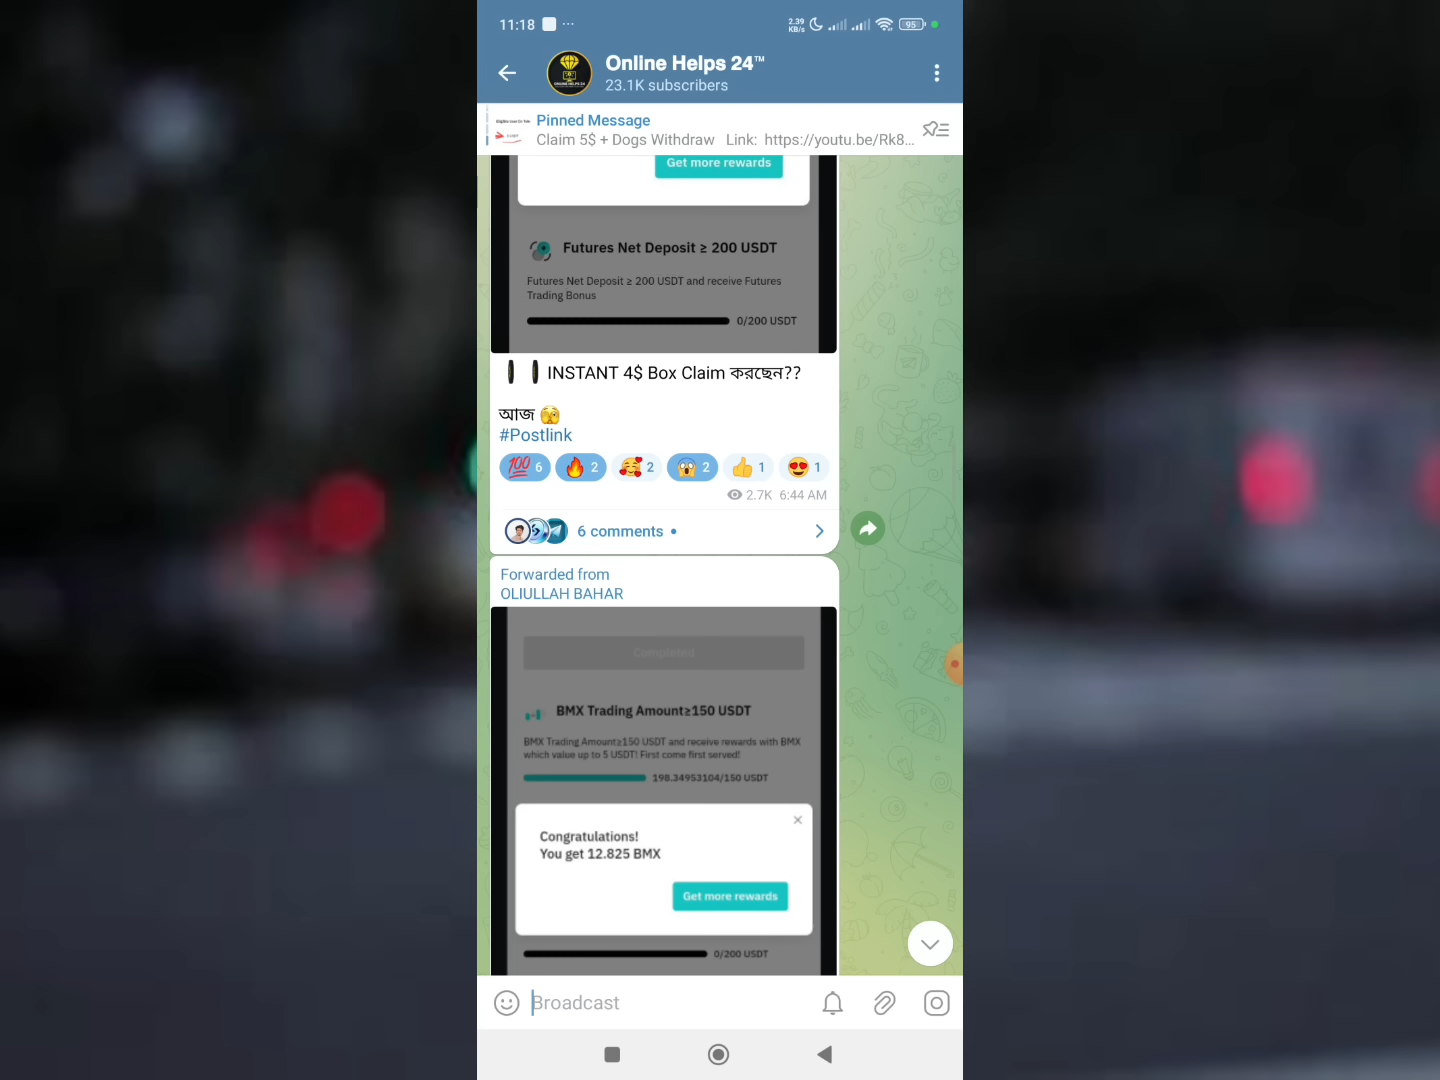 11:18
2.39
KB/s
95
Online Helps 24™
23.1K subscribers
Pinned Message
Claim 5$ + Dogs Withdraw Link: https://youtu.be/Rk8...
Get more rewards
Futures Net Deposit ≥ 200 USDT
Futures Net Deposit ≥ 200 USDT and receive Futures
Trading Bonus
0/200 USDT
INSTANT 4$ Box Claim করছেন??
আজ 🫣
#Postlink
💯 6 🔥 2 🥰 2 😱 2 👍 1 😍 1
2.7K 6:44 AM
6 comments
Forwarded from
OLIULLAH BAHAR
Completed
BMX Trading Amount≥150 USDT
BMX Trading Amount≥150 USDT and receive rewards with BMX
which value up to 5 USDT! First come first served!
198.34953104/150 USDT
Congratulations!
You get 12.825 BMX
Get more rewards
0/200 USDT
Broadcast